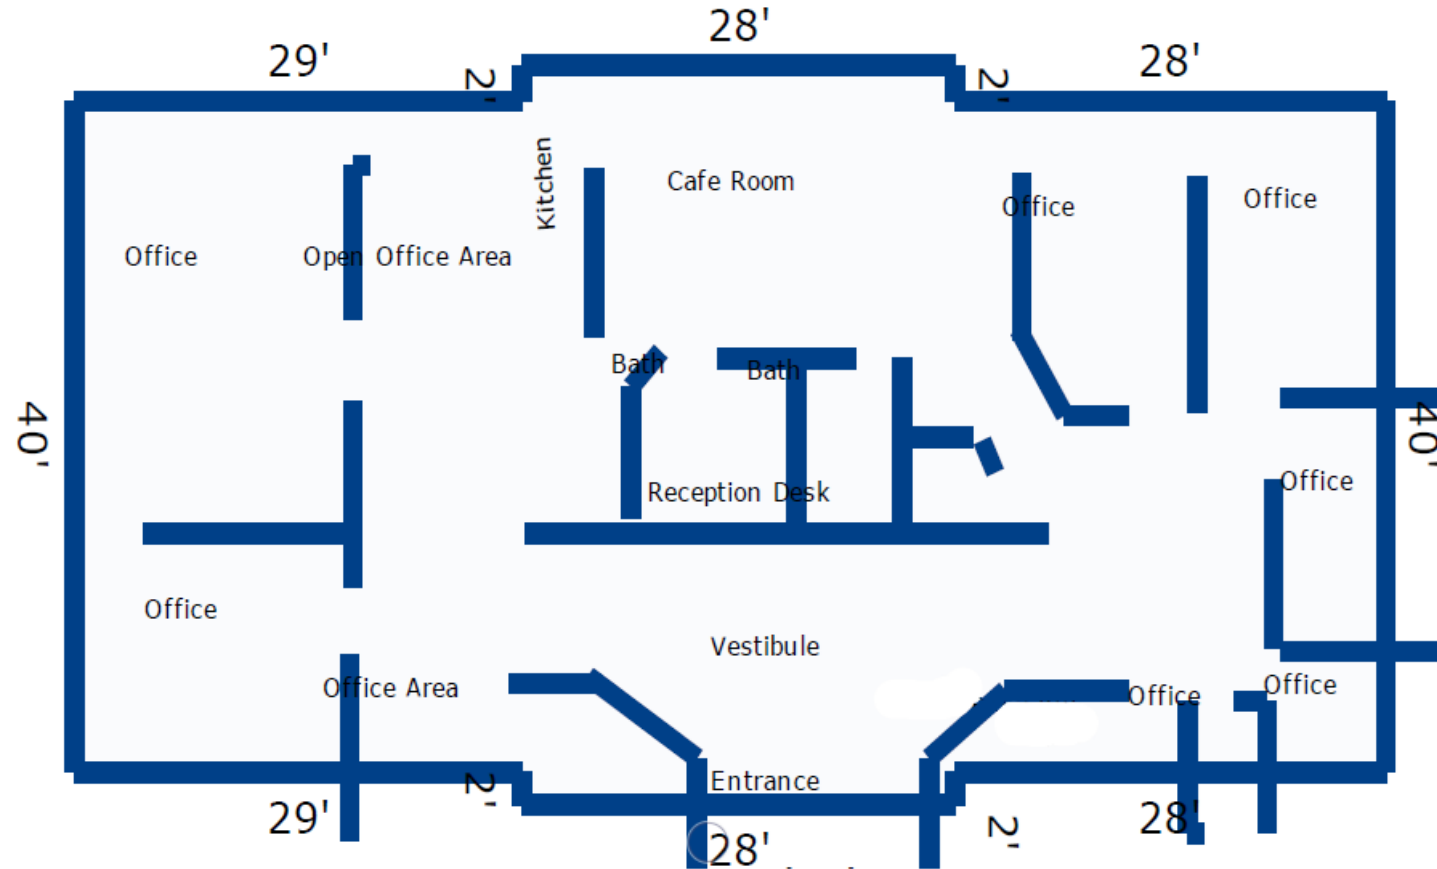 28'
29'
28'
2'
2'
Kitchen
Cafe Room
Office
Office
Office
Open Office Area
Bath
Bath
40'
40'
Office
Reception Desk
Office
Vestibule
Office Area
Office
Office
Entrance
2'
29'
28'
2'
28'